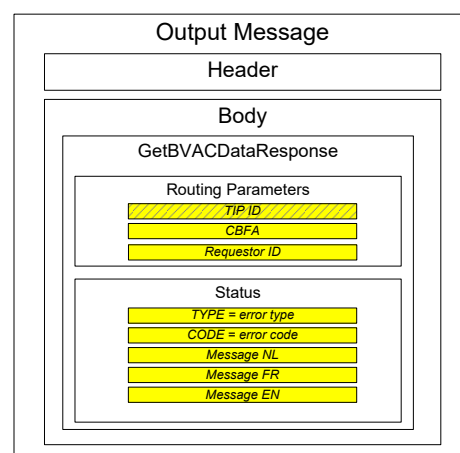 Output Message
Header
Body
GetBVACDataResponse
Routing Parameters
TIP ID
CBFA
Requestor ID
Status
TYPE = error type
CODE = error code
Message NL
Message FR
Message EN